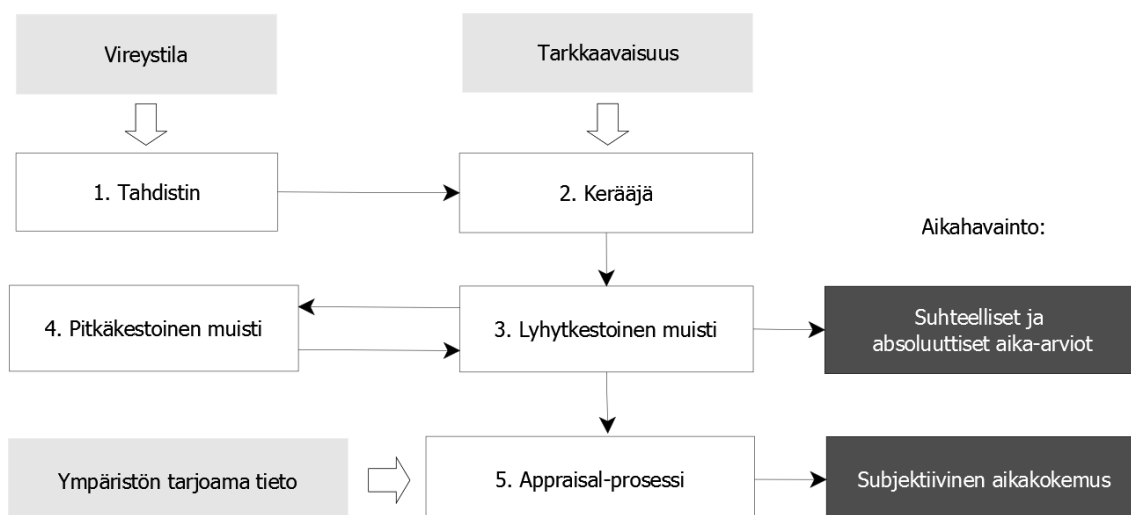 Vireystila
Tarkkaavaisuus
1. Tahdistin
2. Kerääjä
Aikahavainto:
4. Pitkäkestoinen muisti
3. Lyhytkestoinen muisti
Suhteelliset ja
absoluuttiset aika-arviot
Ympäristön tarjoama tieto
5. Appraisal-prosessi
Subjektiivinen aikakokemus